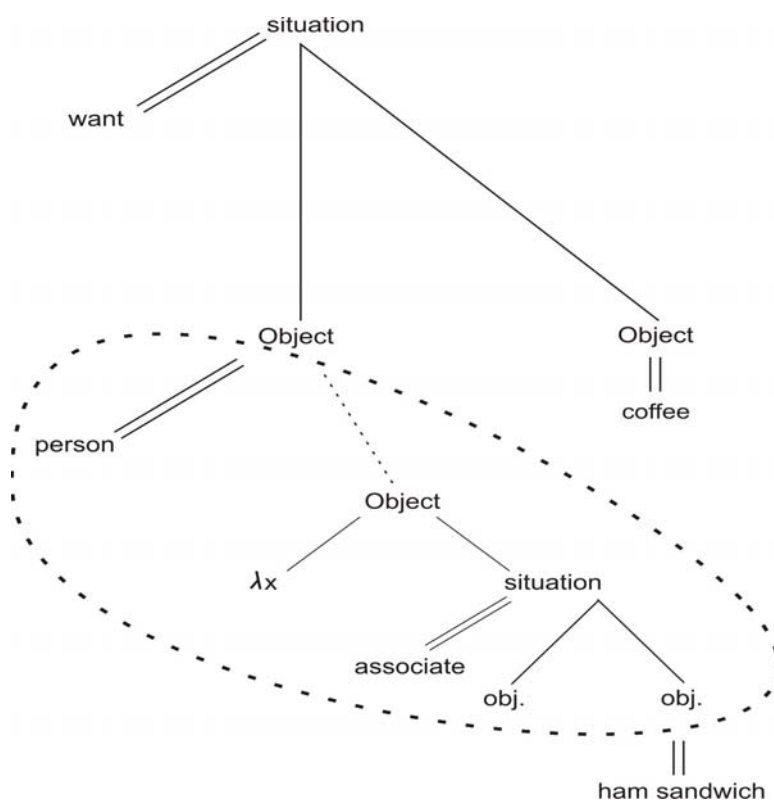 situation
want
Object
Object
coffee
person
Object
λx
situation
associate
obj.
obj.
ham sandwich